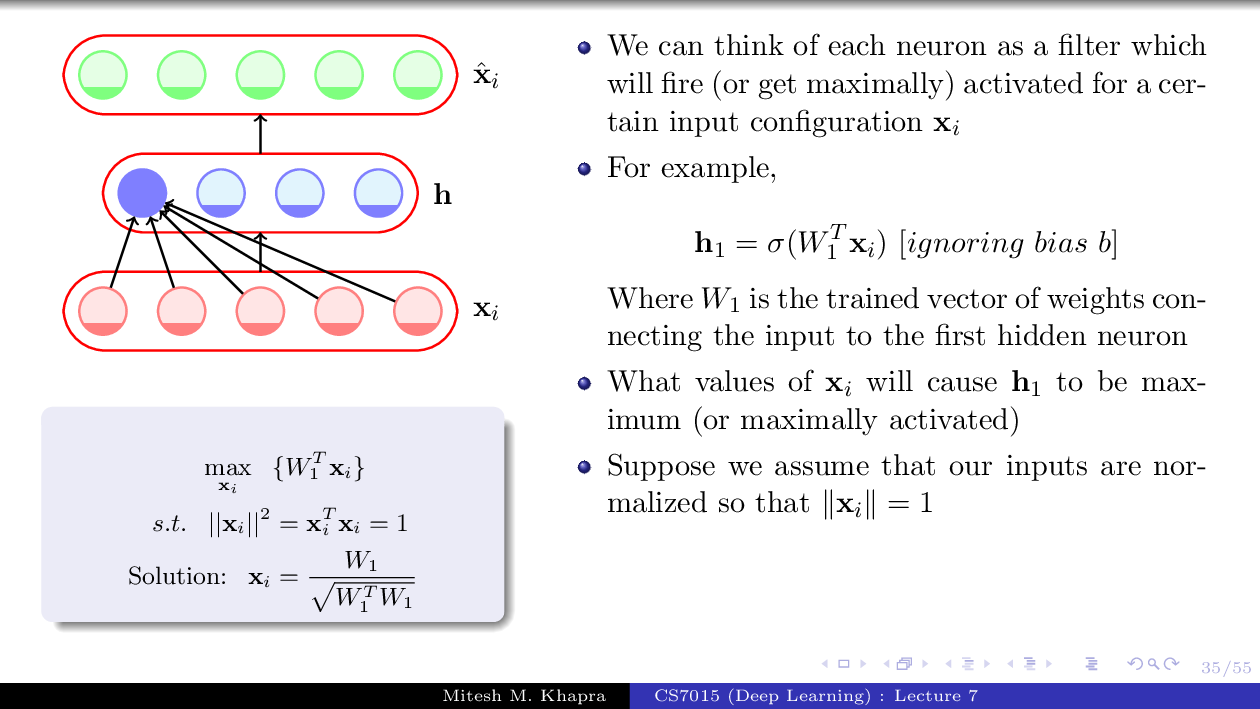 x̂ᵢ
h
xᵢ
max {W₁ᵀxᵢ}
xᵢ
s.t. ||xᵢ||² = xᵢᵀxᵢ = 1
Solution: xᵢ = W₁ / √(W₁ᵀW₁)
We can think of each neuron as a filter which
will fire (or get maximally) activated for a cer-
tain input configuration xᵢ
For example,
h₁ = σ(W₁ᵀxᵢ) [ignoring bias b]
Where W₁ is the trained vector of weights con-
necting the input to the first hidden neuron
What values of xᵢ will cause h₁ to be max-
imum (or maximally activated)
Suppose we assume that our inputs are nor-
malized so that ‖xᵢ‖ = 1
35/55
Mitesh M. Khapra
CS7015 (Deep Learning) : Lecture 7